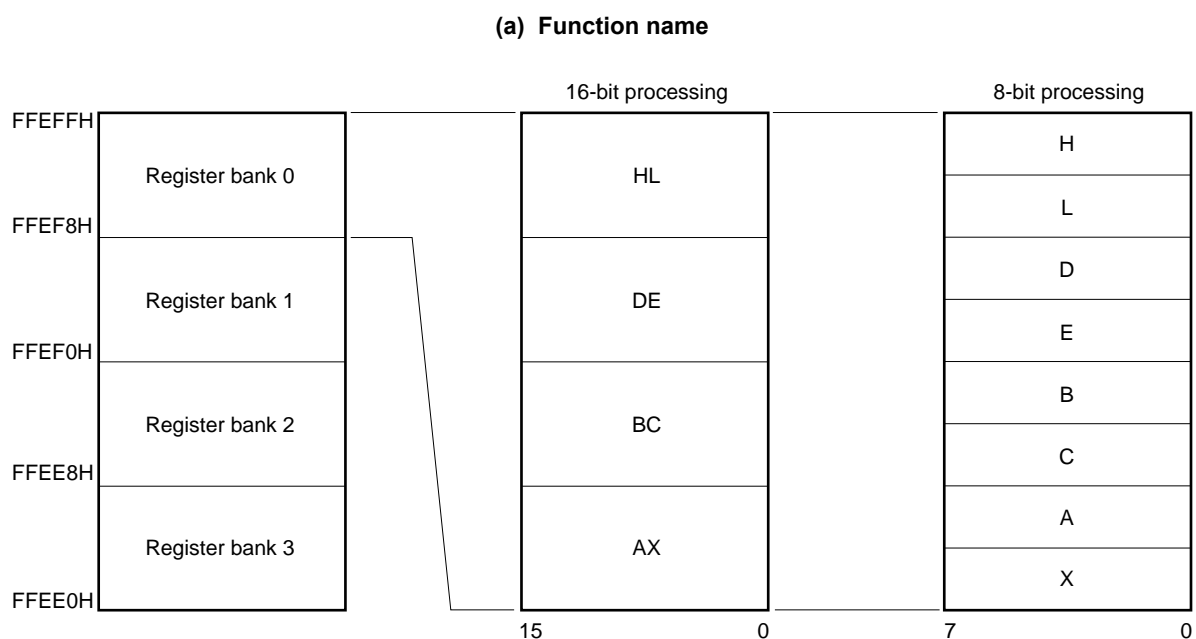 (a) Function name
16-bit processing
8-bit processing
FFEFFH
Register bank 0
HL
H
L
FFEF8H
Register bank 1
DE
D
E
FFEF0H
Register bank 2
BC
B
C
FFEE8H
Register bank 3
AX
A
X
FFEE0H
15 0
7 0